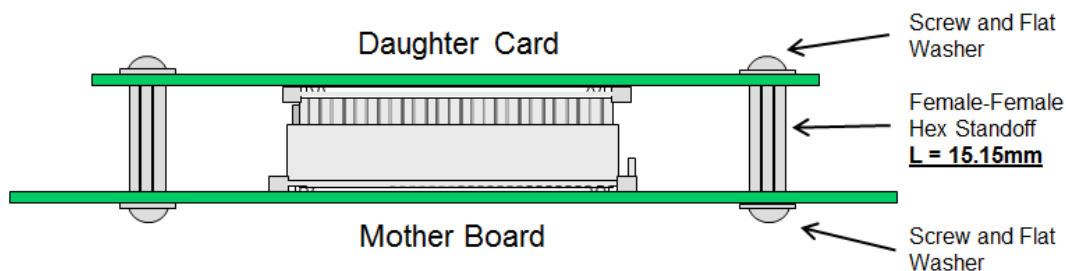 Daughter Card
Screw and Flat
Washer
Female-Female
Hex Standoff
L = 15.15mm
Mother Board
Screw and Flat
Washer